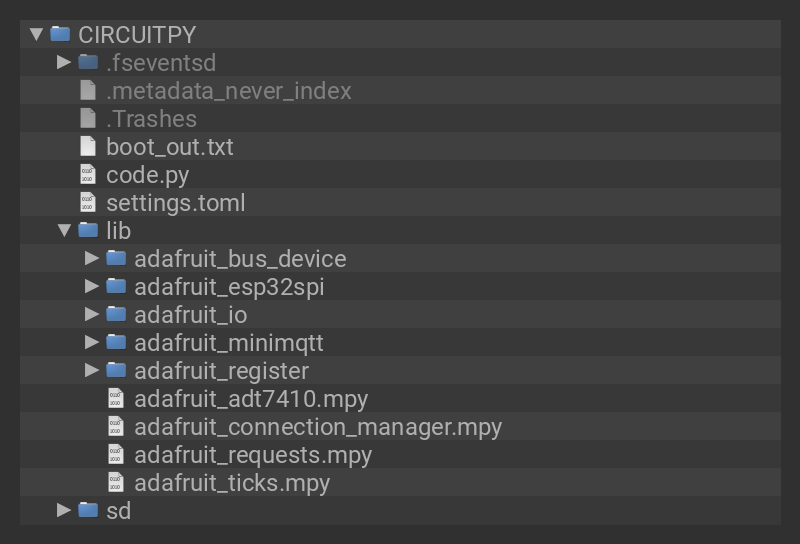 CIRCUITPY
.fseventsd
.metadata_never_index
.Trashes
boot_out.txt
code.py
settings.toml
lib
adafruit_bus_device
adafruit_esp32spi
adafruit_io
adafruit_minimqtt
adafruit_register
adafruit_adt7410.mpy
adafruit_connection_manager.mpy
adafruit_requests.mpy
adafruit_ticks.mpy
sd